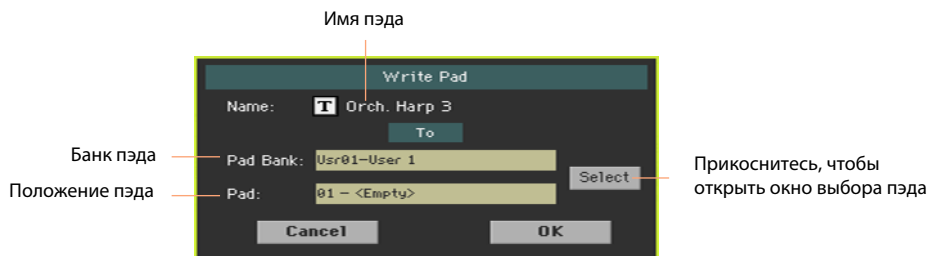 Имя пэда
Write Pad
Name: T Orch. Harp 3
To
Банк пэда
Pad Bank: Usr01-User 1
Select
Прикоснитесь, чтобы
открыть окно выбора пэда
Положение пэда
Pad: 01 - <Empty>
Cancel OK